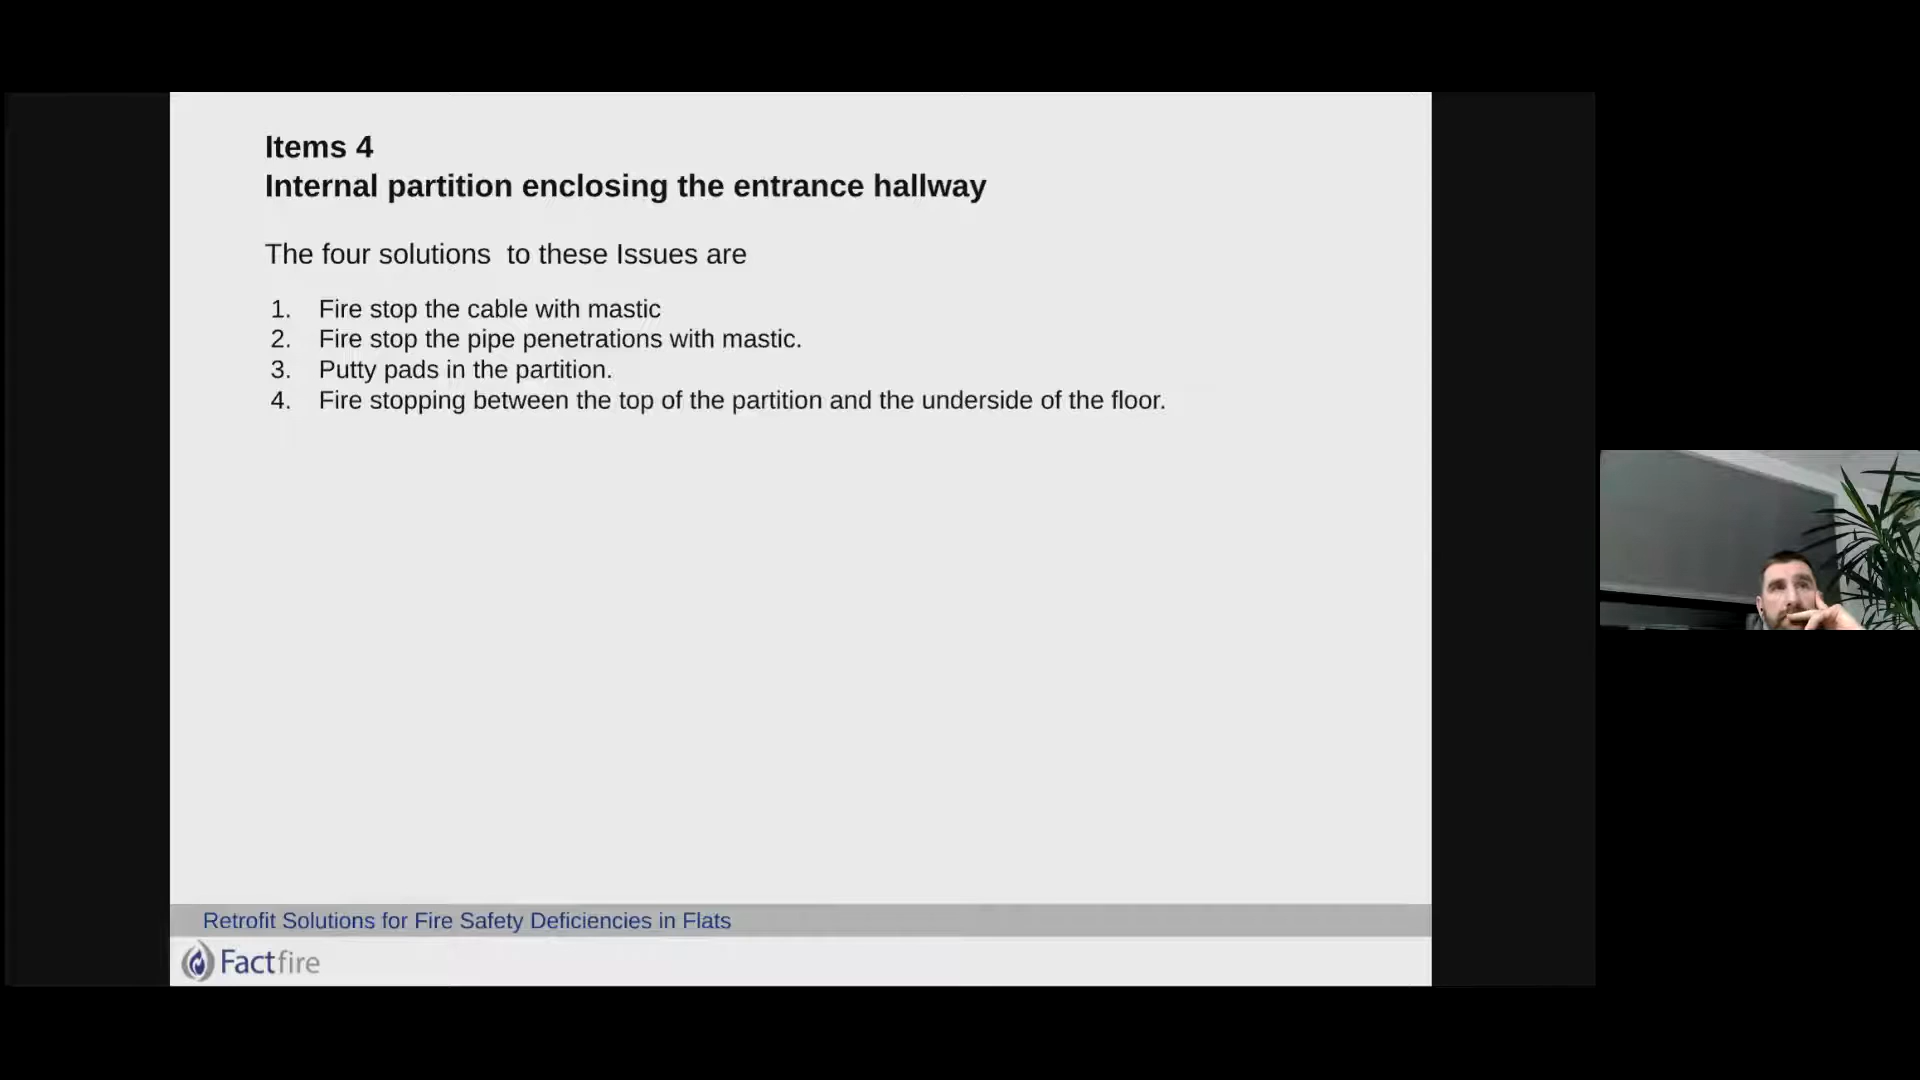 Items 4
Internal partition enclosing the entrance hallway
The four solutions  to these Issues are
1. Fire stop the cable with mastic
2. Fire stop the pipe penetrations with mastic.
3. Putty pads in the partition.
4. Fire stopping between the top of the partition and the underside of the floor.
Retrofit Solutions for Fire Safety Deficiencies in Flats
Factfire